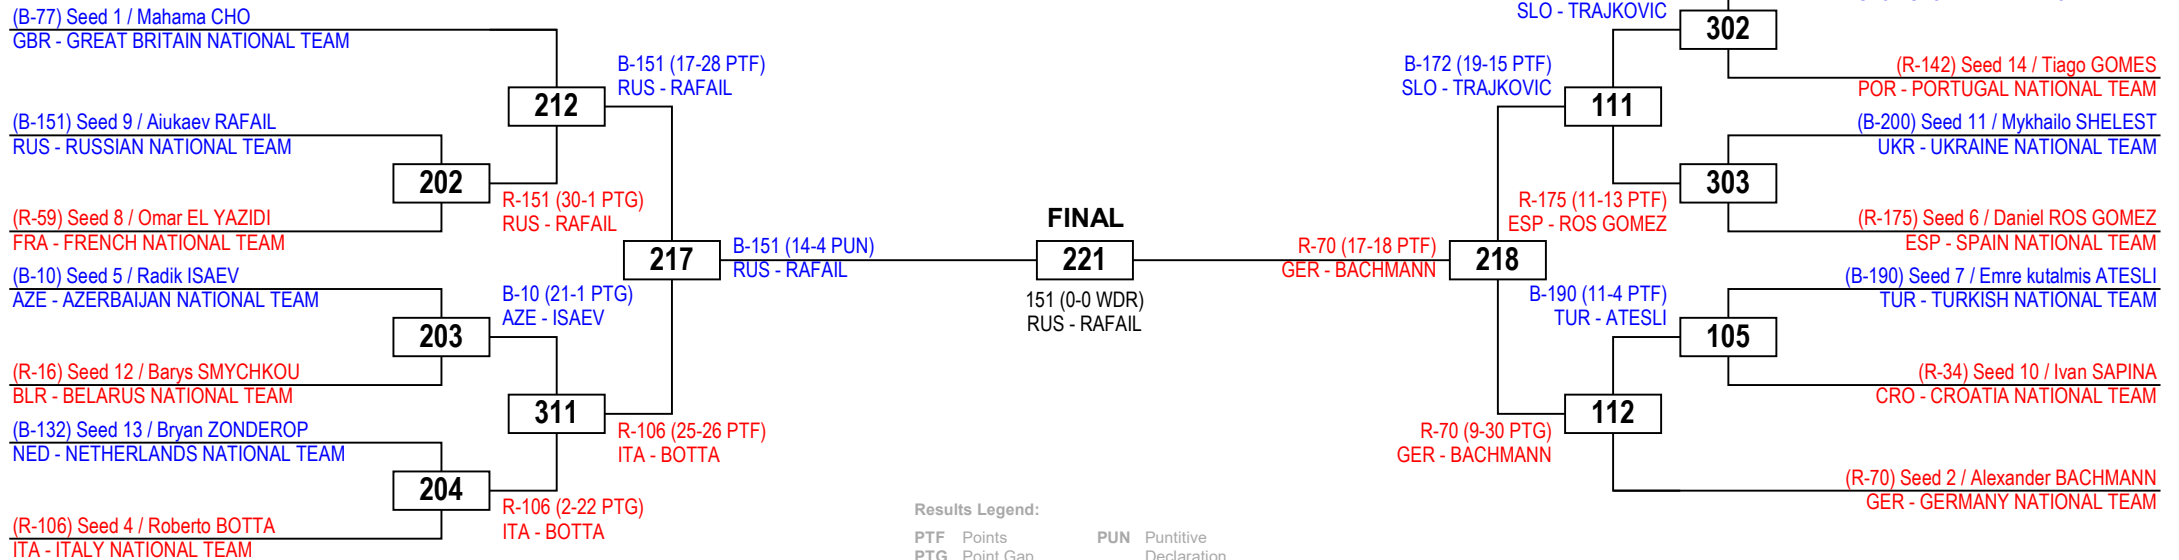 (B-77) Seed 1 / Mahama CHO
GBR - GREAT BRITAIN NATIONAL TEAM
B-151 (17-28 PTF)
RUS - RAFAIL
212
(B-151) Seed 9 / Aiukaev RAFAIL
RUS - RUSSIAN NATIONAL TEAM
202
R-151 (30-1 PTG)
RUS - RAFAIL
(R-59) Seed 8 / Omar EL YAZIDI
FRA - FRENCH NATIONAL TEAM
217
B-151 (14-4 PUN)
RUS - RAFAIL
(B-10) Seed 5 / Radik ISAEV
AZE - AZERBAIJAN NATIONAL TEAM
B-10 (21-1 PTG)
AZE - ISAEV
203
(R-16) Seed 12 / Barys SMYCHKOU
BLR - BELARUS NATIONAL TEAM
311
R-106 (25-26 PTF)
ITA - BOTTA
(B-132) Seed 13 / Bryan ZONDEROP
NED - NETHERLANDS NATIONAL TEAM
204
R-106 (2-22 PTG)
ITA - BOTTA
(R-106) Seed 4 / Roberto BOTTA
ITA - ITALY NATIONAL TEAM
FINAL
221
151 (0-0 WDR)
RUS - RAFAIL
SLO - TRAJKOVIC
302
B-172 (19-15 PTF)
SLO - TRAJKOVIC
(R-142) Seed 14 / Tiago GOMES
POR - PORTUGAL NATIONAL TEAM
111
(B-200) Seed 11 / Mykhailo SHELEST
UKR - UKRAINE NATIONAL TEAM
303
R-175 (11-13 PTF)
ESP - ROS GOMEZ
(R-175) Seed 6 / Daniel ROS GOMEZ
ESP - SPAIN NATIONAL TEAM
R-70 (17-18 PTF)
GER - BACHMANN
218
(B-190) Seed 7 / Emre kutalmis ATESLI
TUR - TURKISH NATIONAL TEAM
B-190 (11-4 PTF)
TUR - ATESLI
105
(R-34) Seed 10 / Ivan SAPINA
CRO - CROATIA NATIONAL TEAM
112
R-70 (9-30 PTG)
GER - BACHMANN
(R-70) Seed 2 / Alexander BACHMANN
GER - GERMANY NATIONAL TEAM
Results Legend:
PTF Points PUN Puntitive
PTG Point Gap Declaration